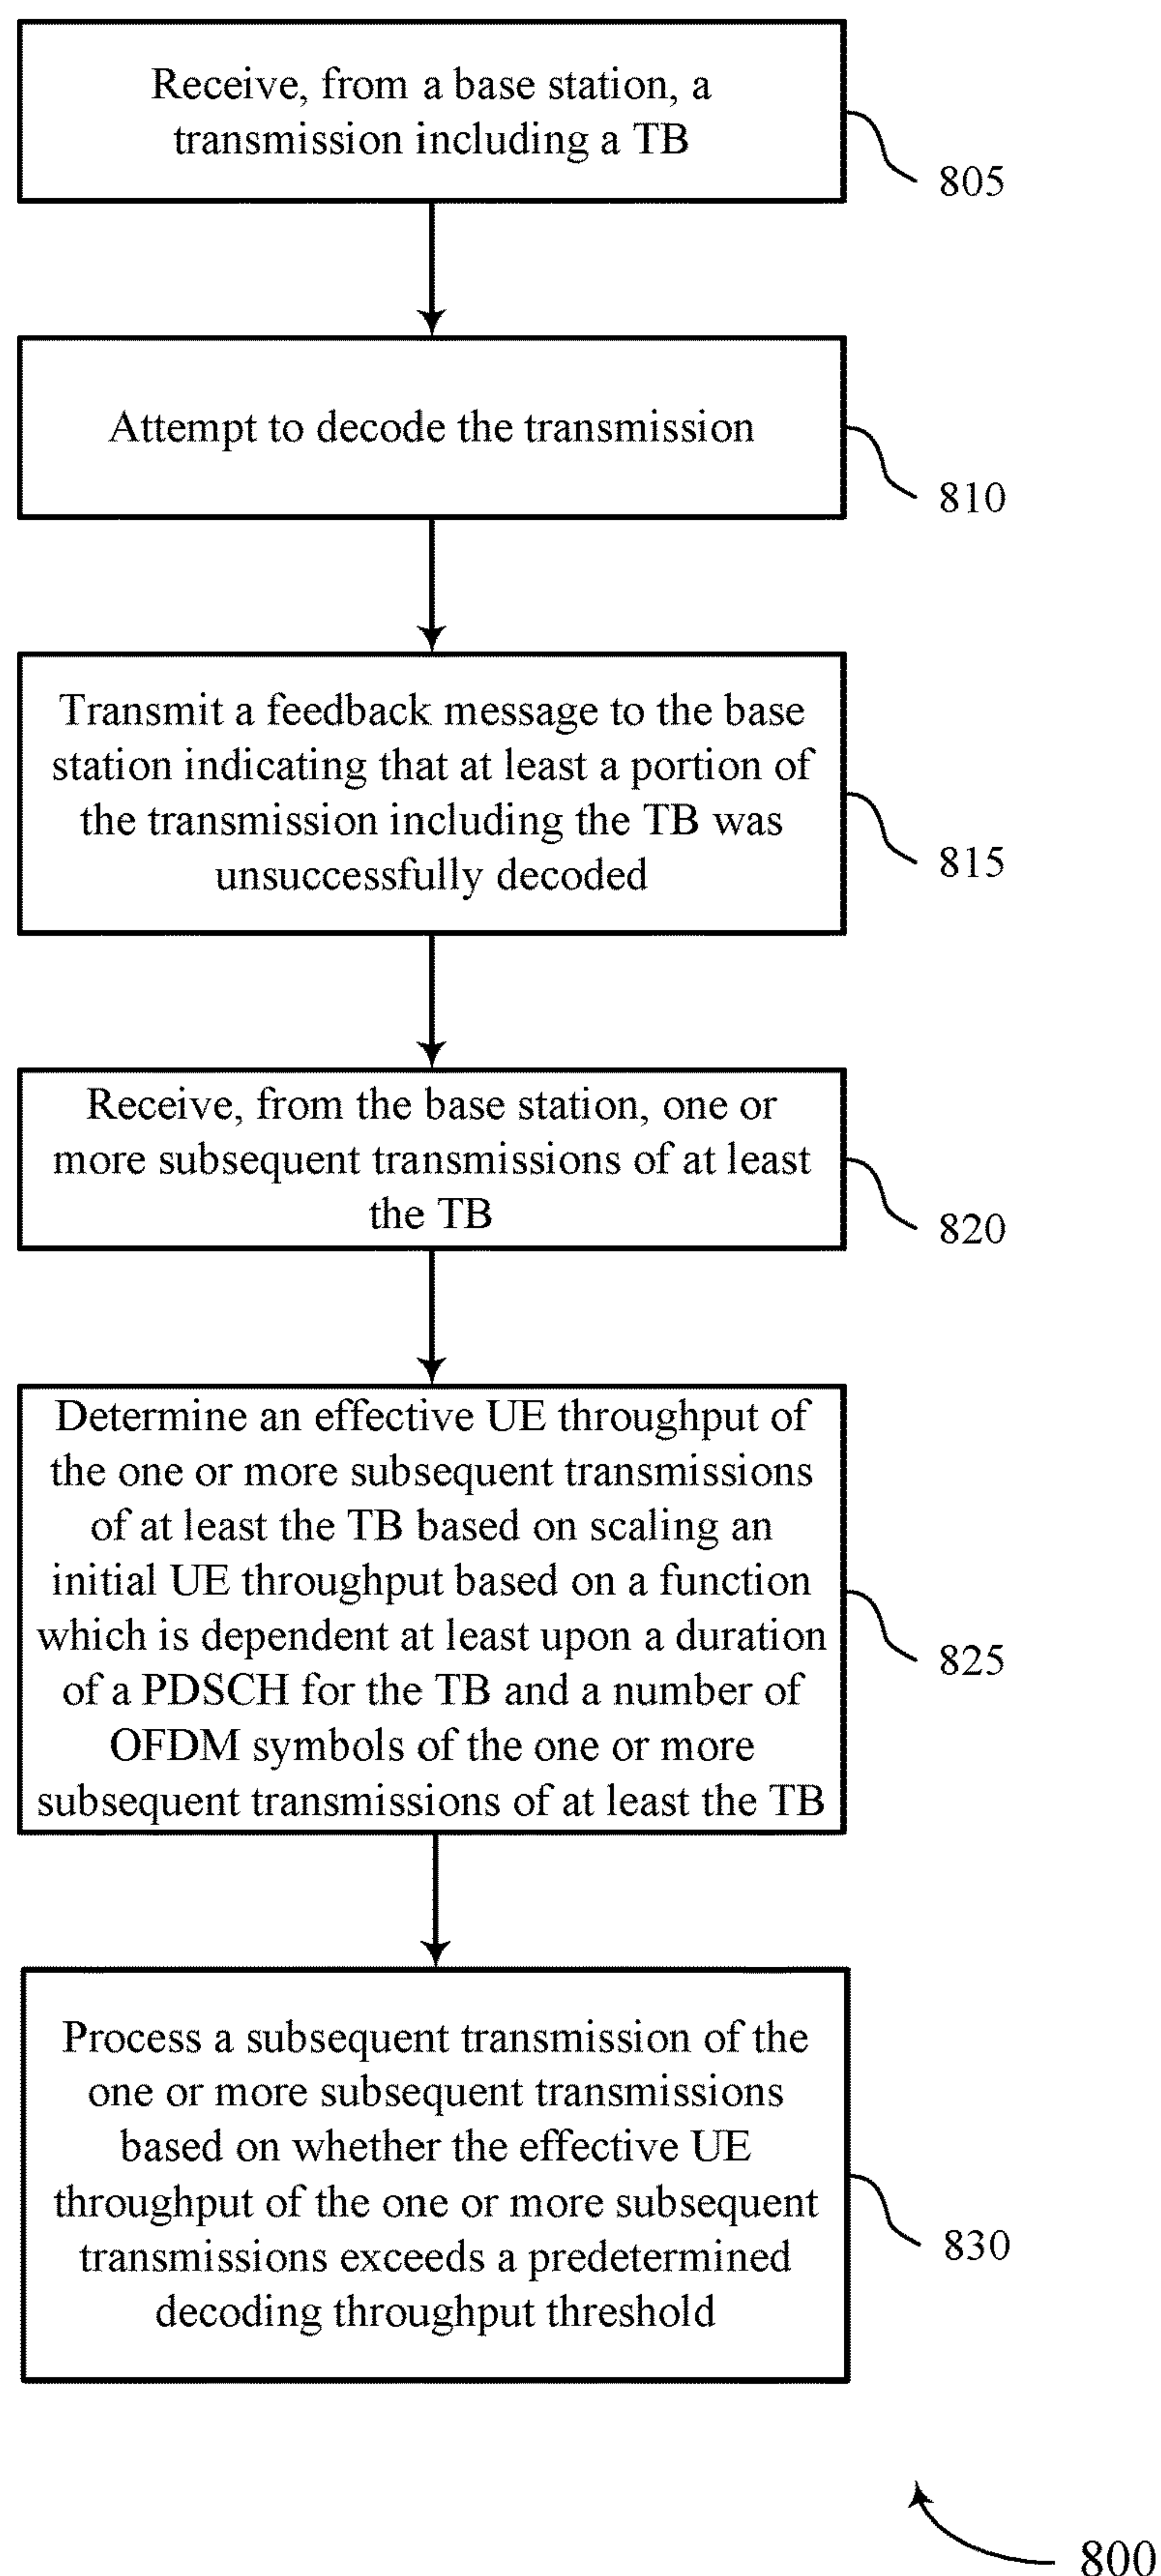 Receive, from a base station, a
transmission including a TB
805
Attempt to decode the transmission
810
Transmit a feedback message to the base
station indicating that at least a portion of
the transmission including the TB was
unsuccessfully decoded
815
Receive, from the base station, one or
more subsequent transmissions of at least
the TB
820
Determine an effective UE throughput of
the one or more subsequent transmissions
of at least the TB based on scaling an
initial UE throughput based on a function
which is dependent at least upon a duration
of a PDSCH for the TB and a number of
OFDM symbols of the one or more
subsequent transmissions of at least the TB
825
Process a subsequent transmission of the
one or more subsequent transmissions
based on whether the effective UE
throughput of the one or more subsequent
transmissions exceeds a predetermined
decoding throughput threshold
830
800